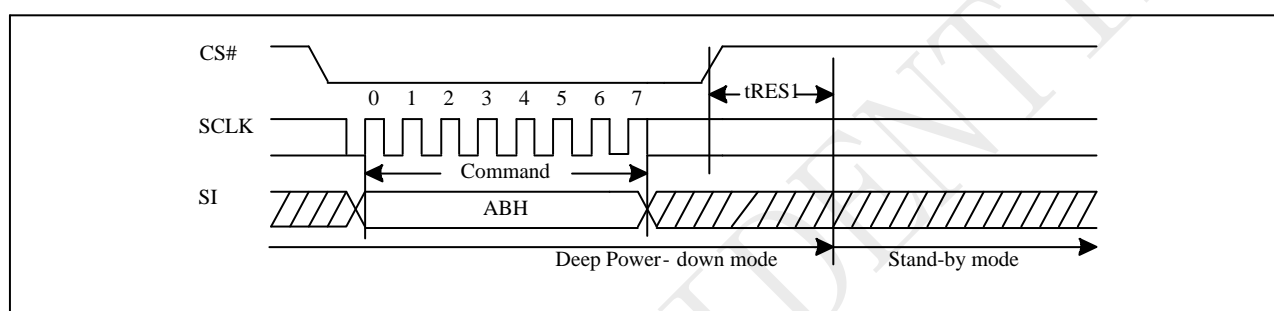 CS#
tRES1
0 1 2 3 4 5 6 7
SCLK
Command
SI
ABH
Deep Power- down mode Stand-by mode